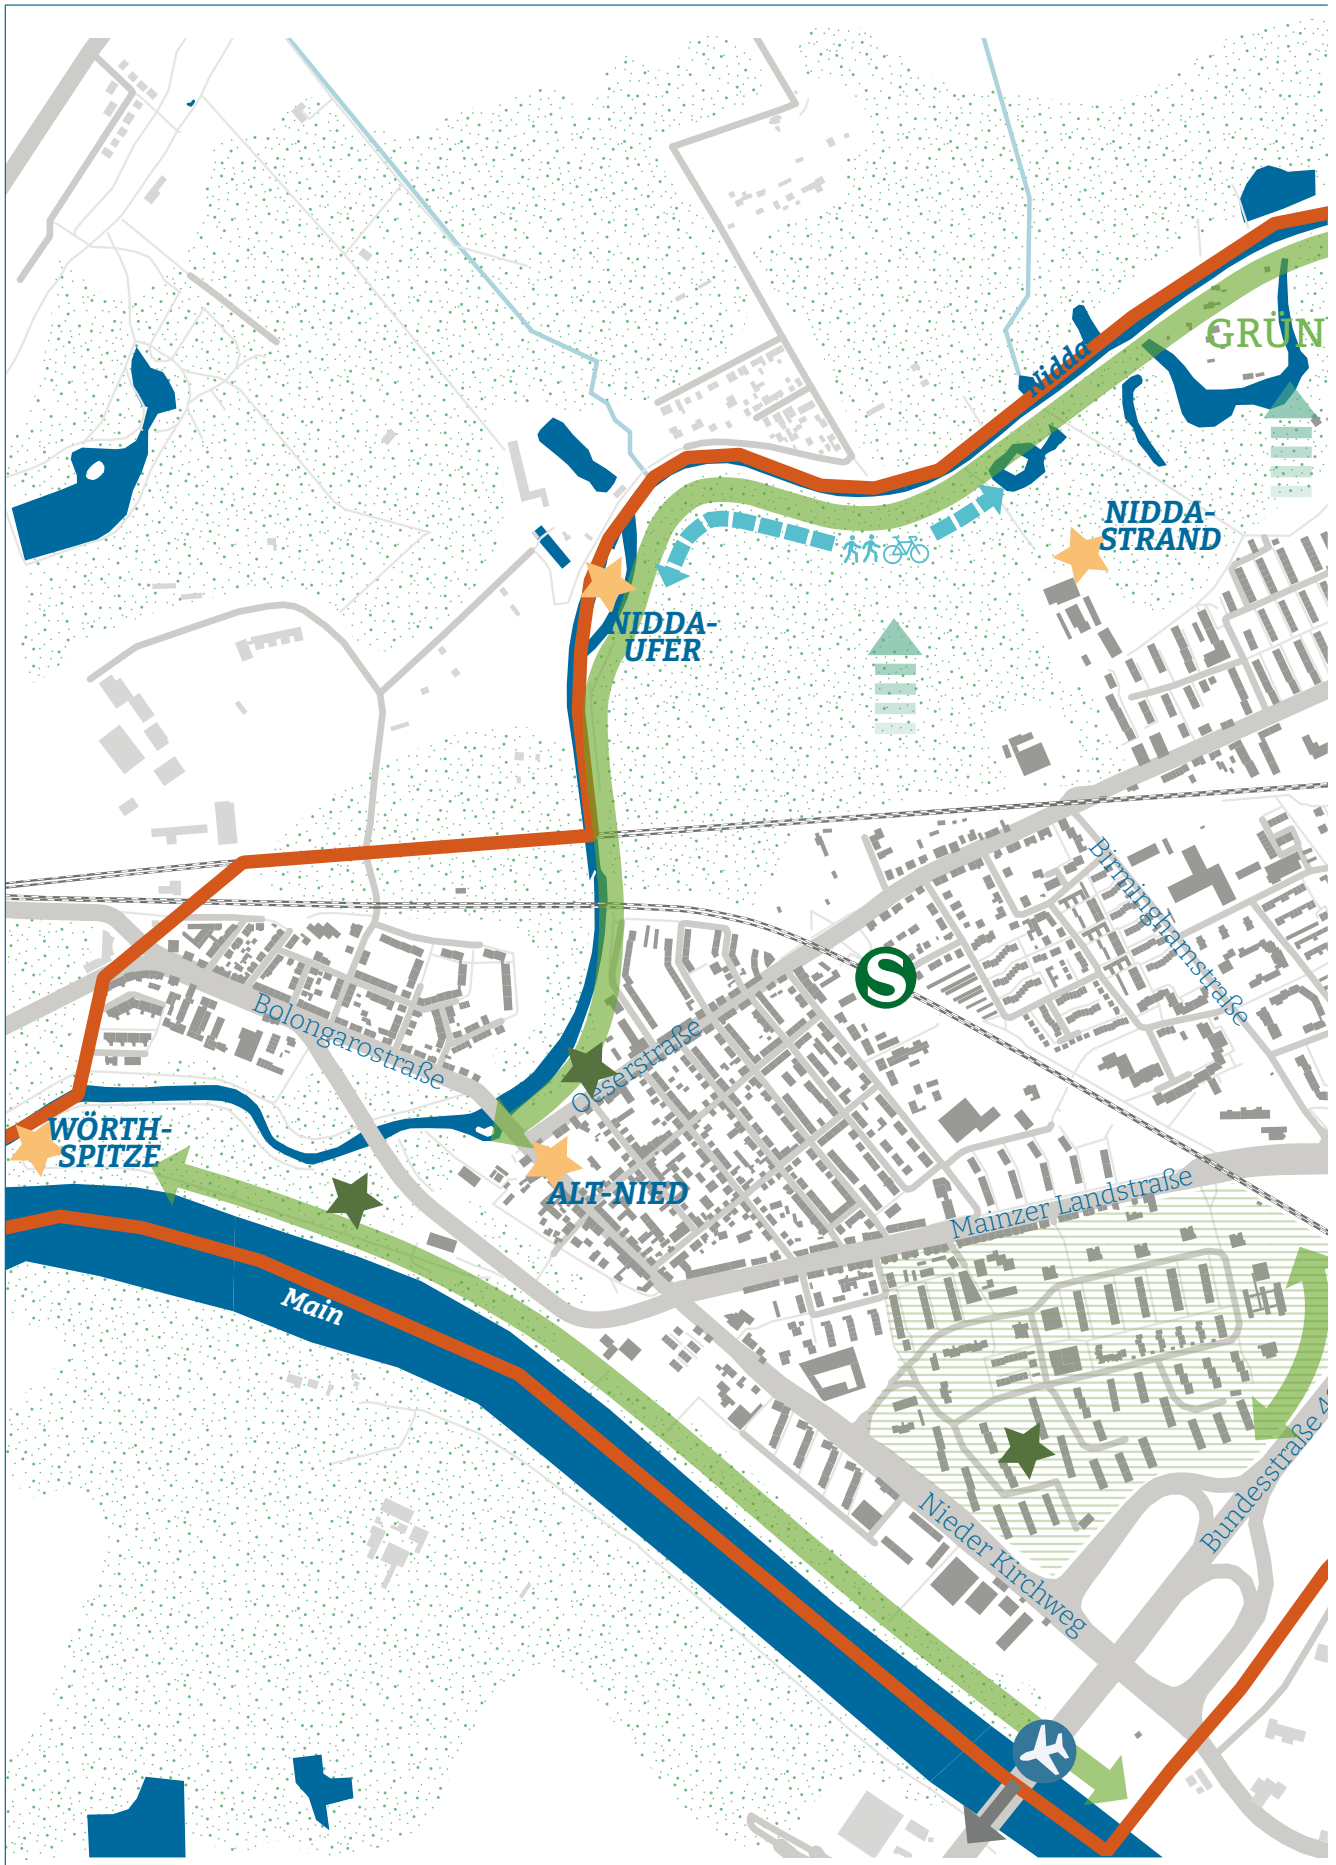 GRÜN
Nidda
NIDDA-
STRAND
NIDDA-
UFER
Birminghamstraße
S
Bolongarostraße
Oeserstraße
WÖRTH-
SPITZE
ALT-NIED
Mainzer Landstraße
Main
Bundesstraße
Nieder Kirchweg